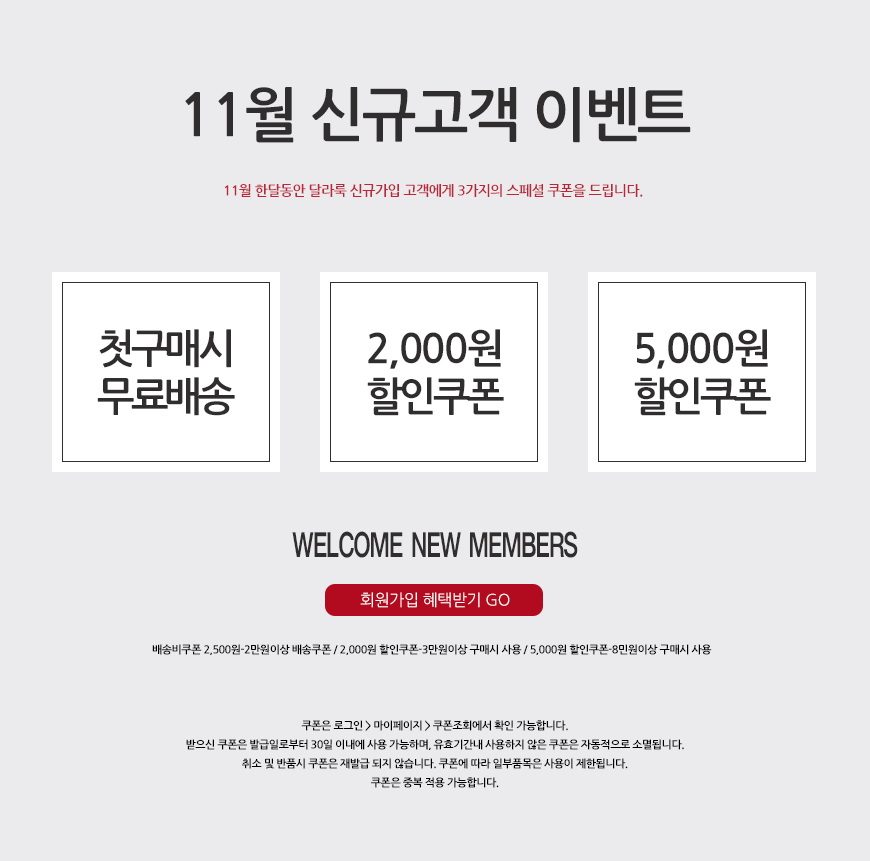 11월 신규고객 이벤트
11월 한달동안 달라룩 신규가입 고객에게 3가지의 스페셜 쿠폰을 드립니다.
첫구매시
무료배송
2,000원
할인쿠폰
5,000원
할인쿠폰
WELCOME NEW MEMBERS
회원가입 혜택받기 GO
배송비쿠폰 2,500원-2만원이상 배송쿠폰 / 2,000원 할인쿠폰-3만원이상 구매시 사용 / 5,000원 할인쿠폰-8민원이상 구매시 사용
쿠폰은 로그인 > 마이페이지 > 쿠폰조회에서 확인 가능합니다.
받으신 쿠폰은 발급일로부터 30일 이내에 사용 가능하며, 유효기간내 사용하지 않은 쿠폰은 자동적으로 소멸됩니다.
취소 및 반품시 쿠폰은 재발급 되지 않습니다. 쿠폰에 따라 일부품목은 사용이 제한됩니다.
쿠폰은 중복 적용 가능합니다.